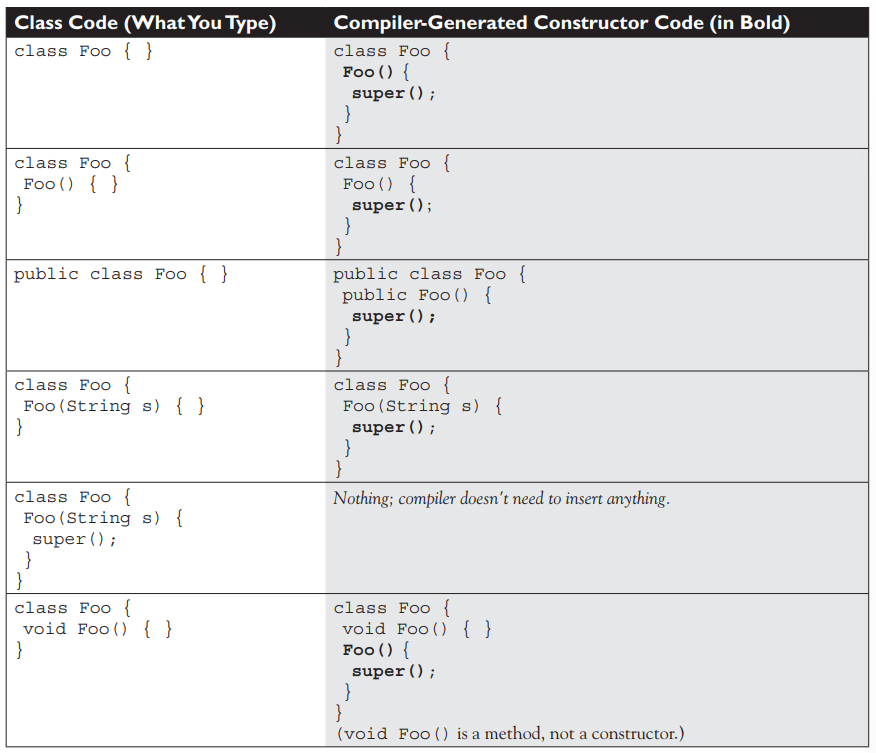 Class Code (What You Type) Compiler-Generated Constructor Code (in Bold)
class Foo { }
class Foo {
Foo() {
super();
}
}
class Foo {
Foo() { }
}
class Foo {
Foo() {
super();
}
}
public class Foo { }
public class Foo {
public Foo() {
super();
}
}
class Foo {
Foo(String s) { }
}
class Foo {
Foo(String s) {
super();
}
}
class Foo {
Foo(String s) {
super();
}
}
Nothing; compiler doesn't need to insert anything.
class Foo {
void Foo() { }
}
class Foo {
void Foo() { }
Foo() {
super();
}
}
(void Foo() is a method, not a constructor.)